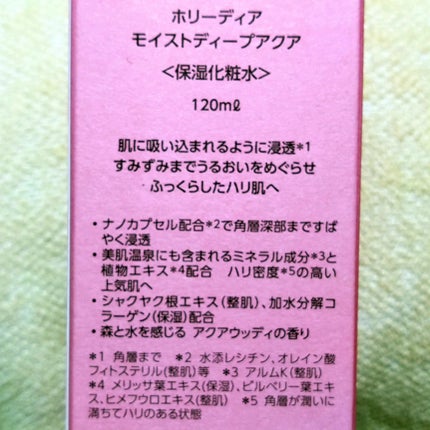 ホリーディア
モイストディープアクア
＜保湿化粧水＞
120mℓ
肌に吸い込まれるように浸透*1
すみずみまでうるおいをめぐらせ
ふっくらしたハリ肌へ
・ナノカプセル配合*2で角層深部まですば
やく浸透
・美肌温泉にも含まれるミネラル成分*3と
植物エキス*4配合　ハリ密度*5の高い
上気肌へ
・シャクヤク根エキス(整肌)、加水分解コ
ラーゲン(保湿)配合
・森と水を感じる アクアウッディの香り
*1 角層まで　*2 水添レシチン、オレイン酸
フィトステリル(整肌)等　*3 アルムK(整肌)
*4 メリッサ葉エキス(保湿)、ビルベリー葉エキ
ス、ヒメフウロエキス(整肌)　*5 角層が潤いに
満ちてハリのある状態